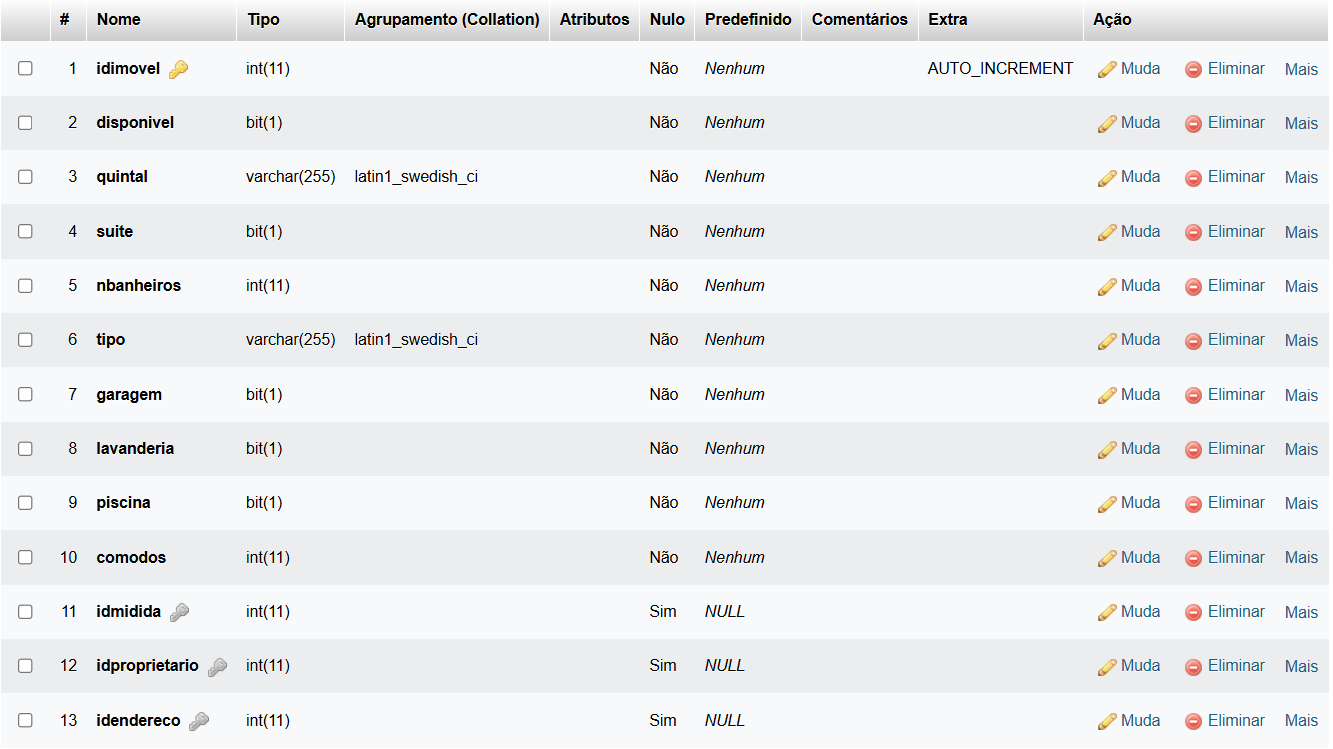 # Nome Tipo Agrupamento (Collation) Atributos Nulo Predefinido Comentários Extra Ação
1 idimovel int(11) Não Nenhum AUTO_INCREMENT Muda Eliminar Mais
2 disponivel bit(1) Não Nenhum Muda Eliminar Mais
3 quintal varchar(255) latin1_swedish_ci Não Nenhum Muda Eliminar Mais
4 suite bit(1) Não Nenhum Muda Eliminar Mais
5 nbanheiros int(11) Não Nenhum Muda Eliminar Mais
6 tipo varchar(255) latin1_swedish_ci Não Nenhum Muda Eliminar Mais
7 garagem bit(1) Não Nenhum Muda Eliminar Mais
8 lavanderia bit(1) Não Nenhum Muda Eliminar Mais
9 piscina bit(1) Não Nenhum Muda Eliminar Mais
10 comodos int(11) Não Nenhum Muda Eliminar Mais
11 idmidida int(11) Sim NULL Muda Eliminar Mais
12 idproprietario int(11) Sim NULL Muda Eliminar Mais
13 idendereco int(11) Sim NULL Muda Eliminar Mais